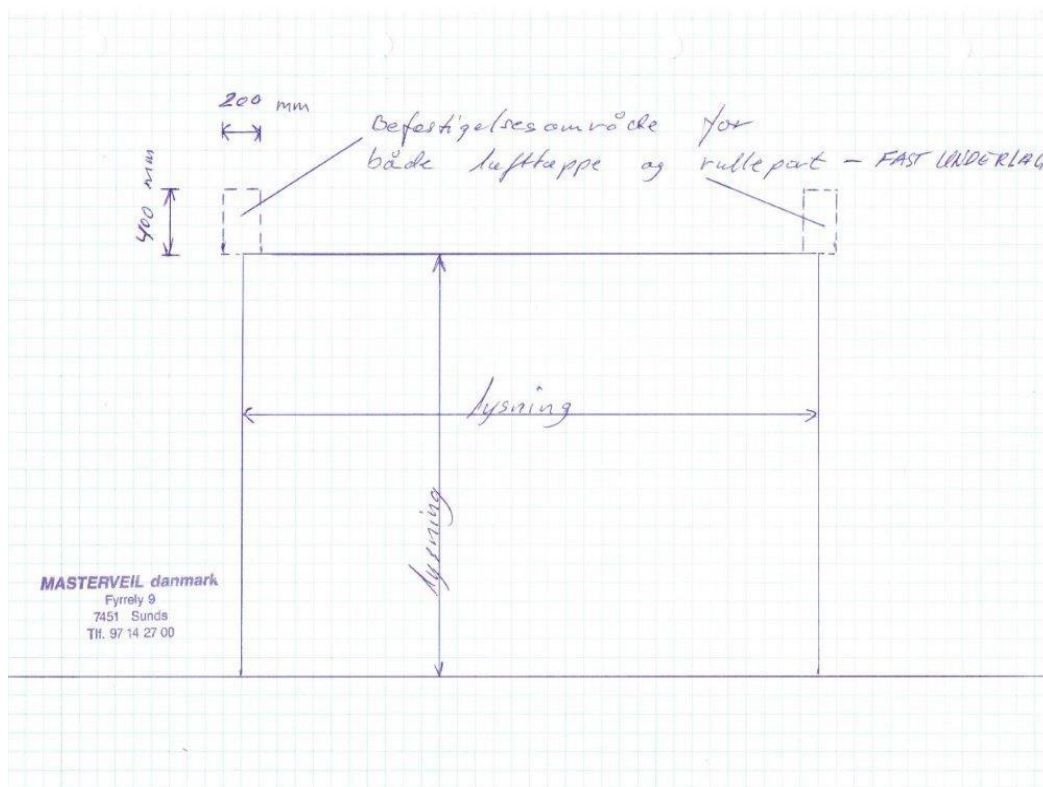 200 mm
400 mm
Befæstigelsesområde for
både lufttæppe og rulleport – FAST UNDERLAG
lysning
lysning
MASTERVEIL danmark
Fyrrely 9
7451 Sunds
Tlf. 97 14 27 00